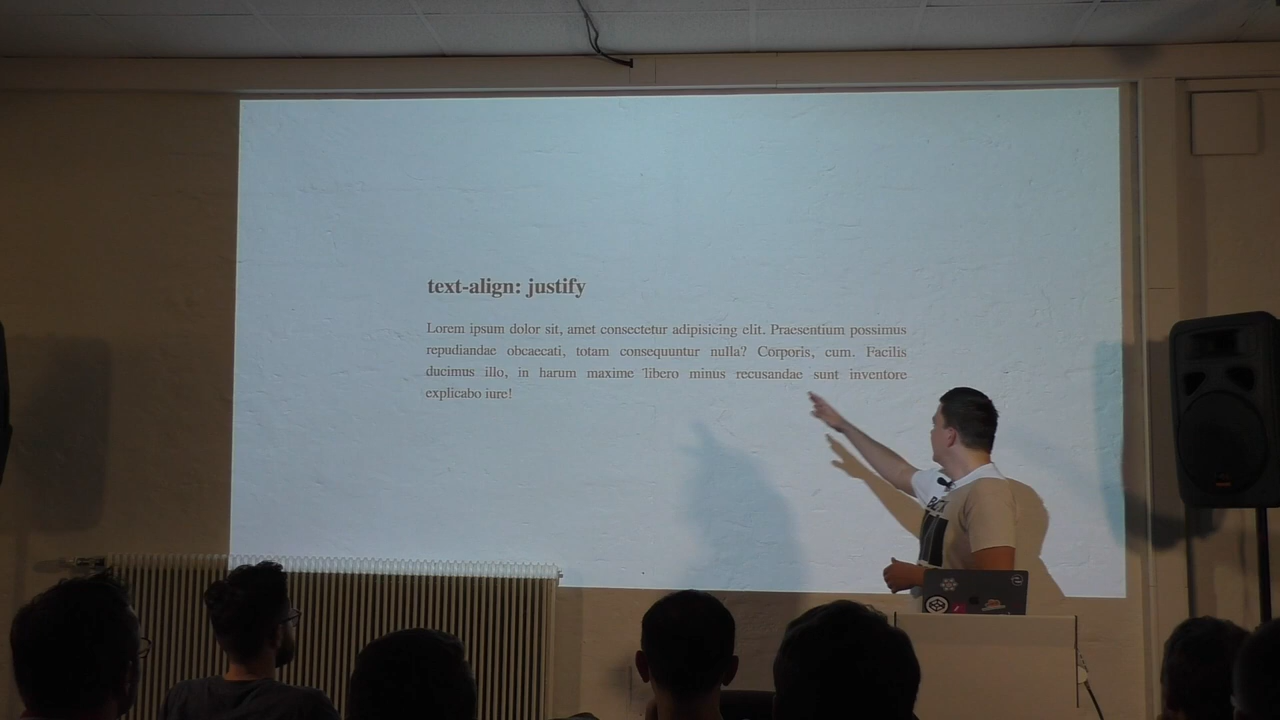 text-align: justify
Lorem ipsum dolor sit, amet consectetur adipisicing elit. Praesentium possimus
repudiandae obcaecati, totam consequuntur nulla? Corporis, cum. Facilis
ducimus illo, in harum maxime libero minus recusandae sunt inventore
explicabo iure!